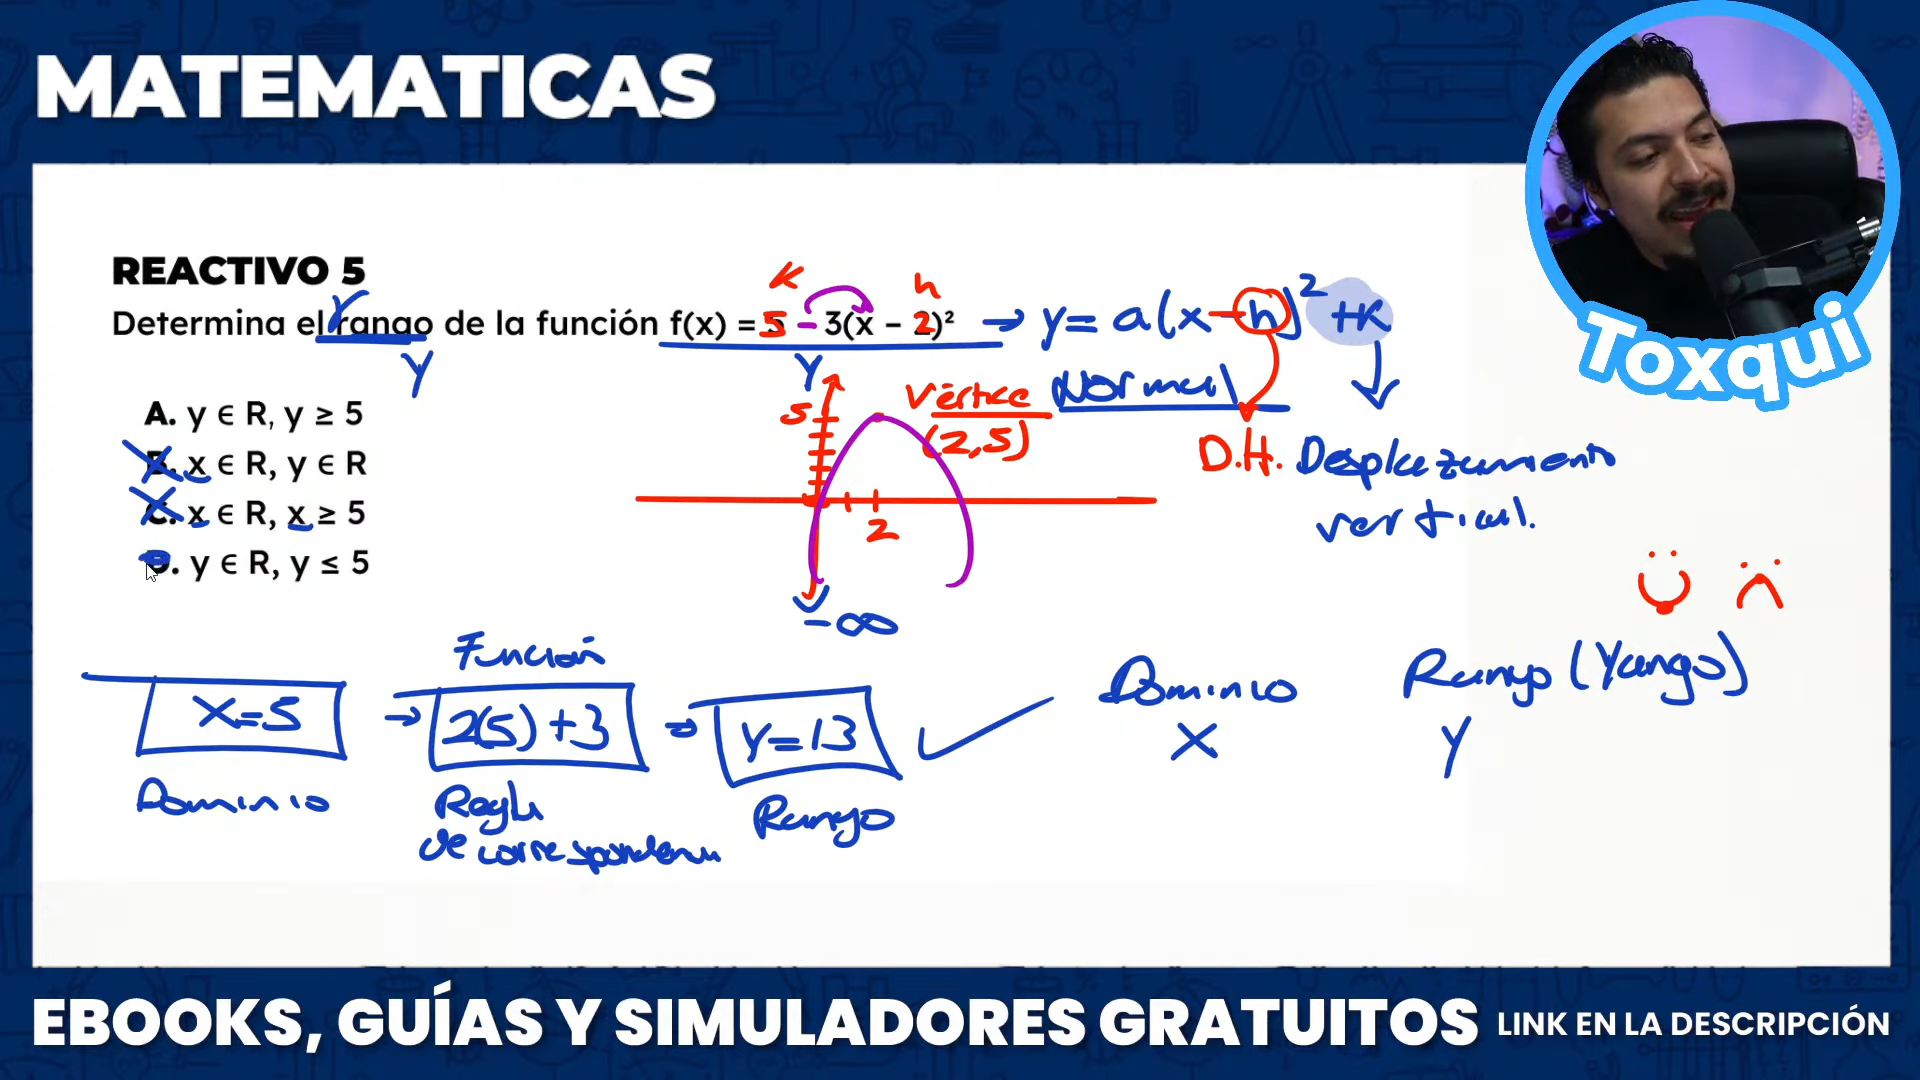 MATEMATICAS
Toxqui
REACTIVO 5
K h
Determina el rango de la función f(x) = 5 - 3(x - 2)² → y = a(x - h)² + K
Y
Y
A. y ∈ R, y ≥ 5
B. x ∈ R, y ∈ R
C. x ∈ R, x ≥ 5
D. y ∈ R, y ≤ 5
Y
5
Vértice
(2,5)
2
-∞
Normal
D.H. Desplazamiento
vertical.
Función
x=5 → 2(5)+3 → y=13
Dominio
Regla
de correspondencia
Rango
Dominio Rango (Yango)
X Y
EBOOKS, GUÍAS Y SIMULADORES GRATUITOS LINK EN LA DESCRIPCIÓN